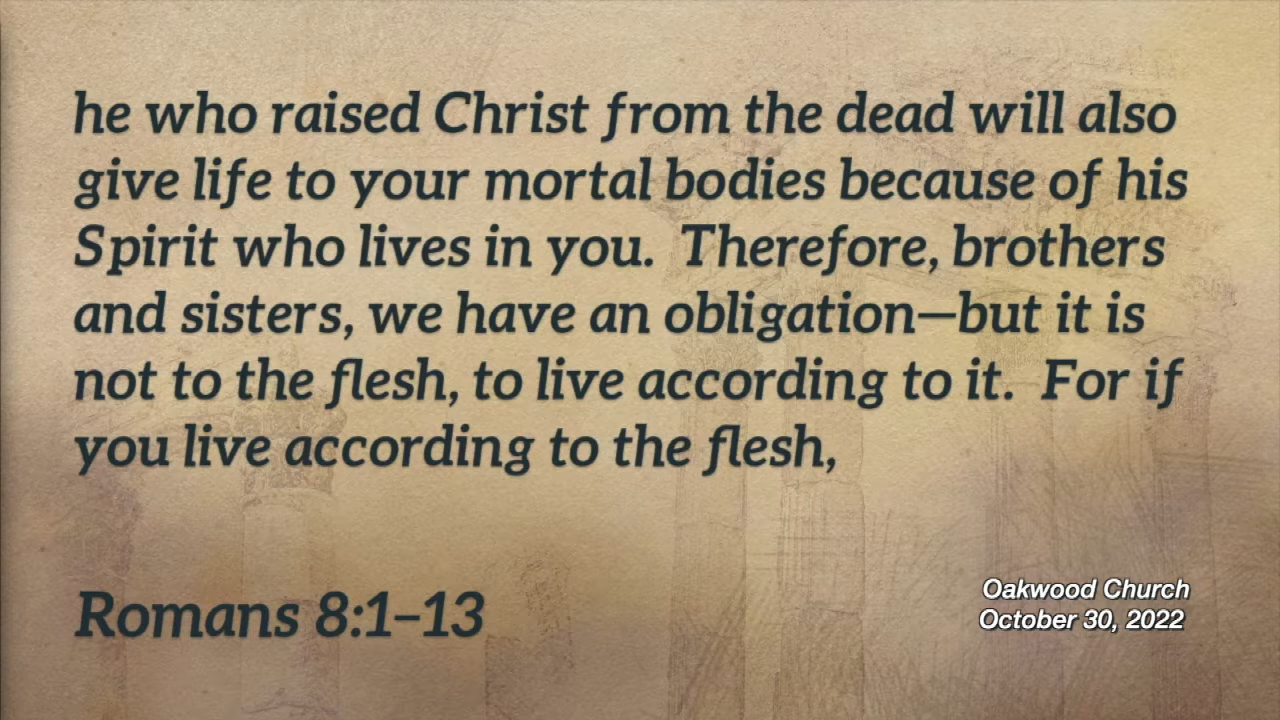 he who raised Christ from the dead will also
give life to your mortal bodies because of his
Spirit who lives in you.  Therefore, brothers
and sisters, we have an obligation—but it is
not to the flesh, to live according to it.  For if
you live according to the flesh,
Romans 8:1–13
Oakwood Church
October 30, 2022